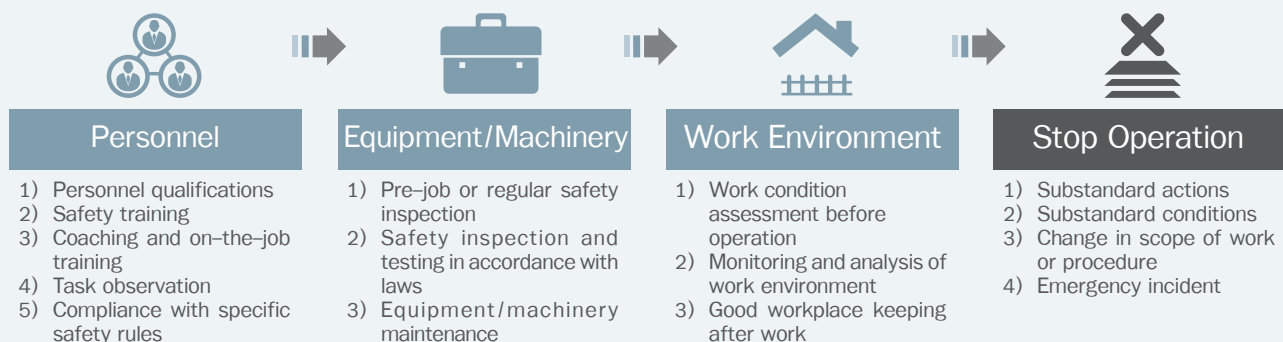 Personnel
1) Personnel qualifications
2) Safety training
3) Coaching and on–the–job
training
4) Task observation
5) Compliance with specific
safety rules
Equipment/Machinery
1) Pre–job or regular safety
inspection
2) Safety inspection and
testing in accordance with
laws
3) Equipment/machinery
maintenance
Work Environment
1) Work condition
assessment before
operation
2) Monitoring and analysis of
work environment
3) Good workplace keeping
after work
Stop Operation
1) Substandard actions
2) Substandard conditions
3) Change in scope of work
or procedure
4) Emergency incident